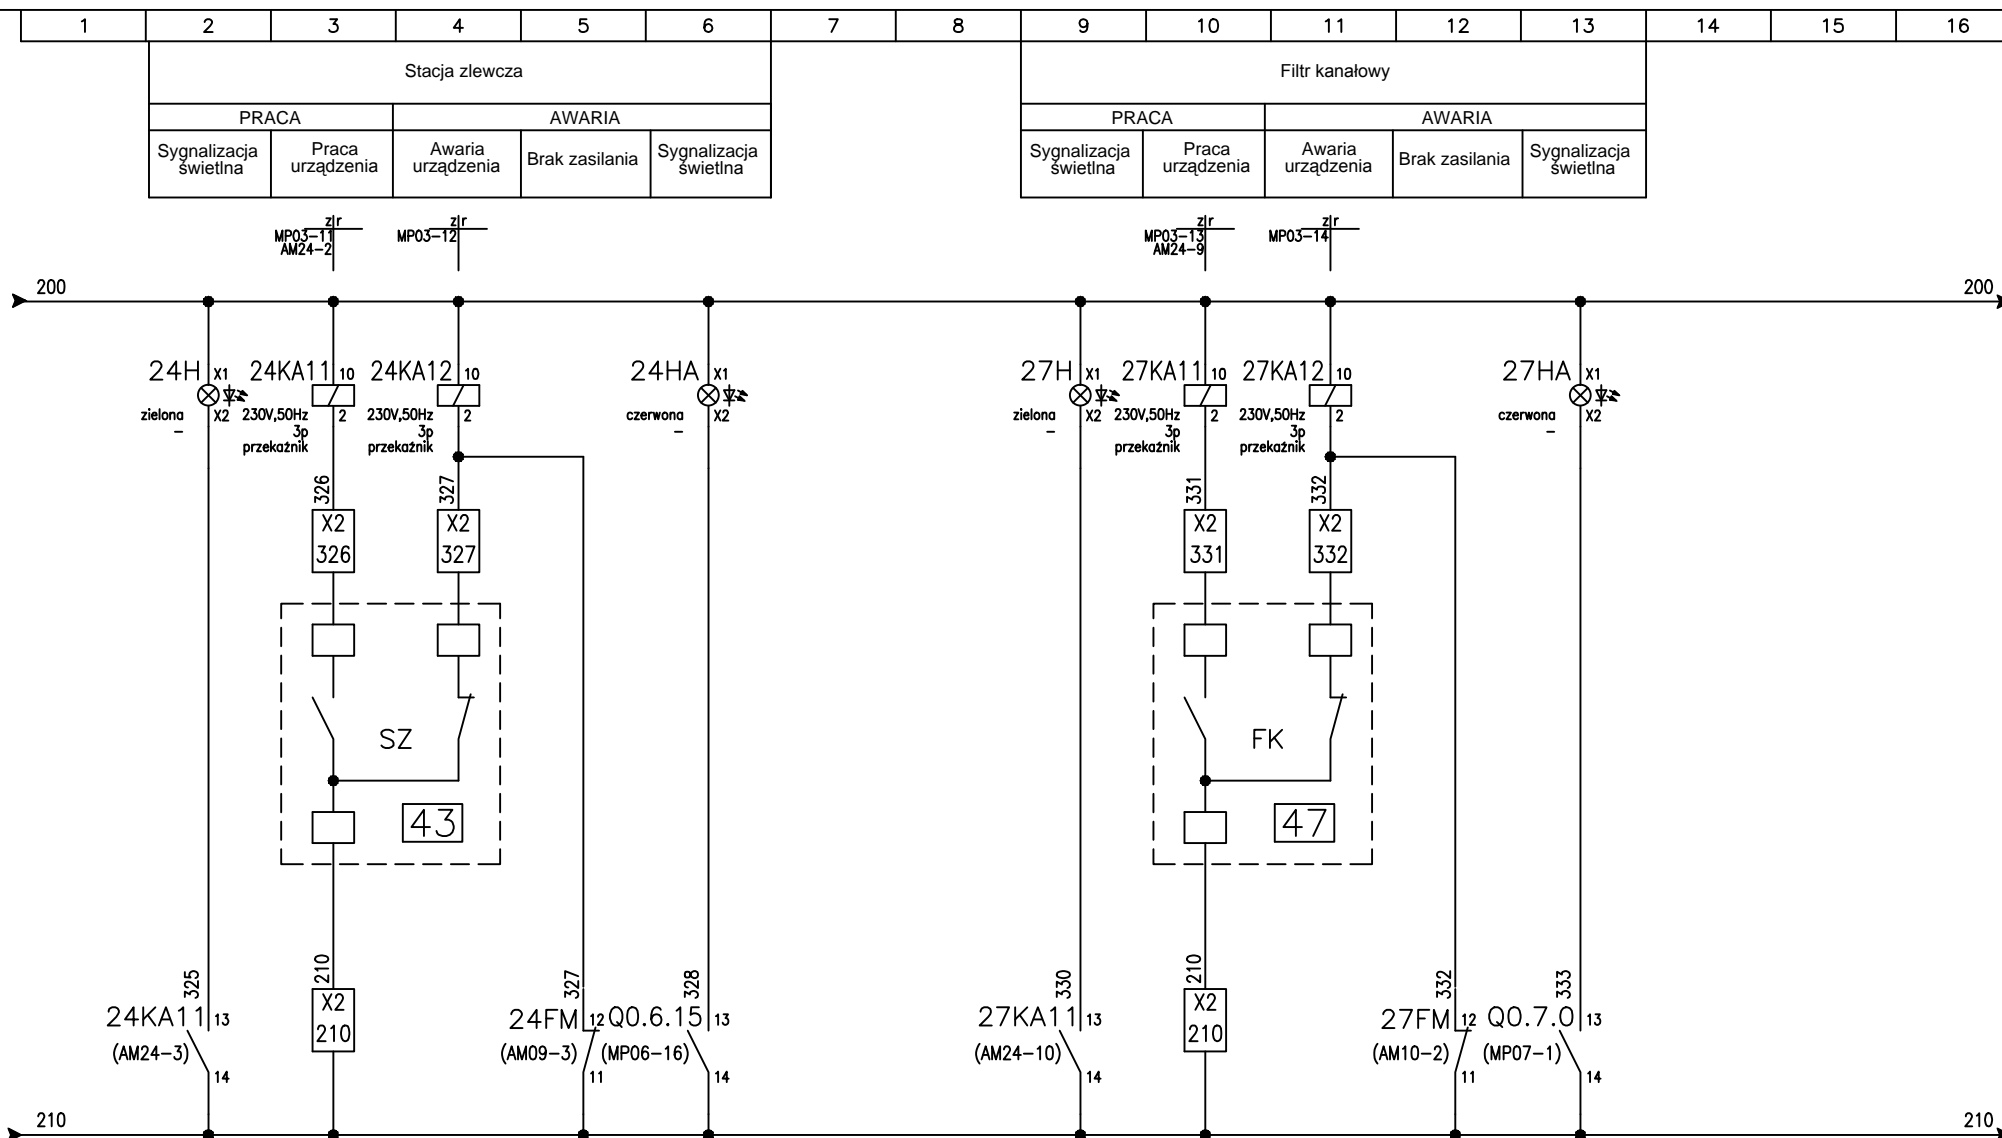 1 2 3 4 5 6 7 8 9 10 11 12 13 14 15 16
Stacja zlewcza
Filtr kanałowy
PRACA AWARIA
PRACA AWARIA
Sygnalizacja
świetlna
Praca
urządzenia
Awaria
urządzenia
Brak zasilania
Sygnalizacja
świetlna
Sygnalizacja
świetlna
Praca
urządzenia
Awaria
urządzenia
Brak zasilania
Sygnalizacja
świetlna
z r
MP03-11
AM24-2
z r
MP03-12
z r
MP03-13
AM24-9
z r
MP03-14
200 200
24H X1
X2
zielona
-
24KA11 10
2
230V,50Hz
3p
przekaźnik
24KA12 10
2
230V,50Hz
3p
przekaźnik
24HA X1
X2
czerwona
-
27H X1
X2
zielona
-
27KA11 10
2
230V,50Hz
3p
przekaźnik
27KA12 10
2
230V,50Hz
3p
przekaźnik
27HA X1
X2
czerwona
-
326
X2
326
327
X2
327
331
X2
331
332
X2
332
SZ
43
FK
47
325
24KA11 13
(AM24-3)
14
210
X2
210
327
24FM 12
(AM09-3)
11
328
Q0.6.15 13
(MP06-16)
14
330
27KA11 13
(AM24-10)
14
210
X2
210
332
27FM 12
(AM10-2)
11
333
Q0.7.0 13
(MP07-1)
14
210 210